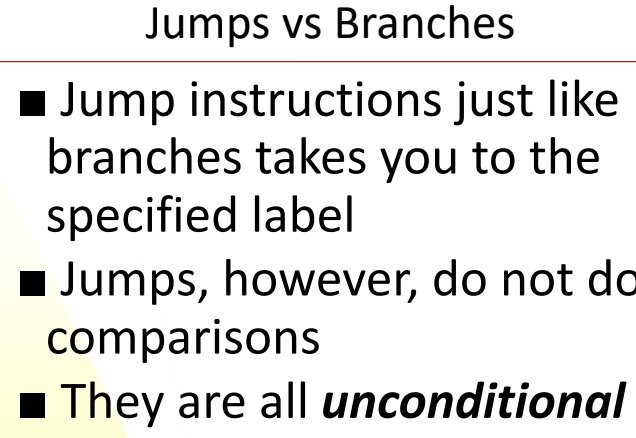 Jumps vs Branches
■ Jump instructions just like
branches takes you to the
specified label
■ Jumps, however, do not do
comparisons
■ They are all unconditional